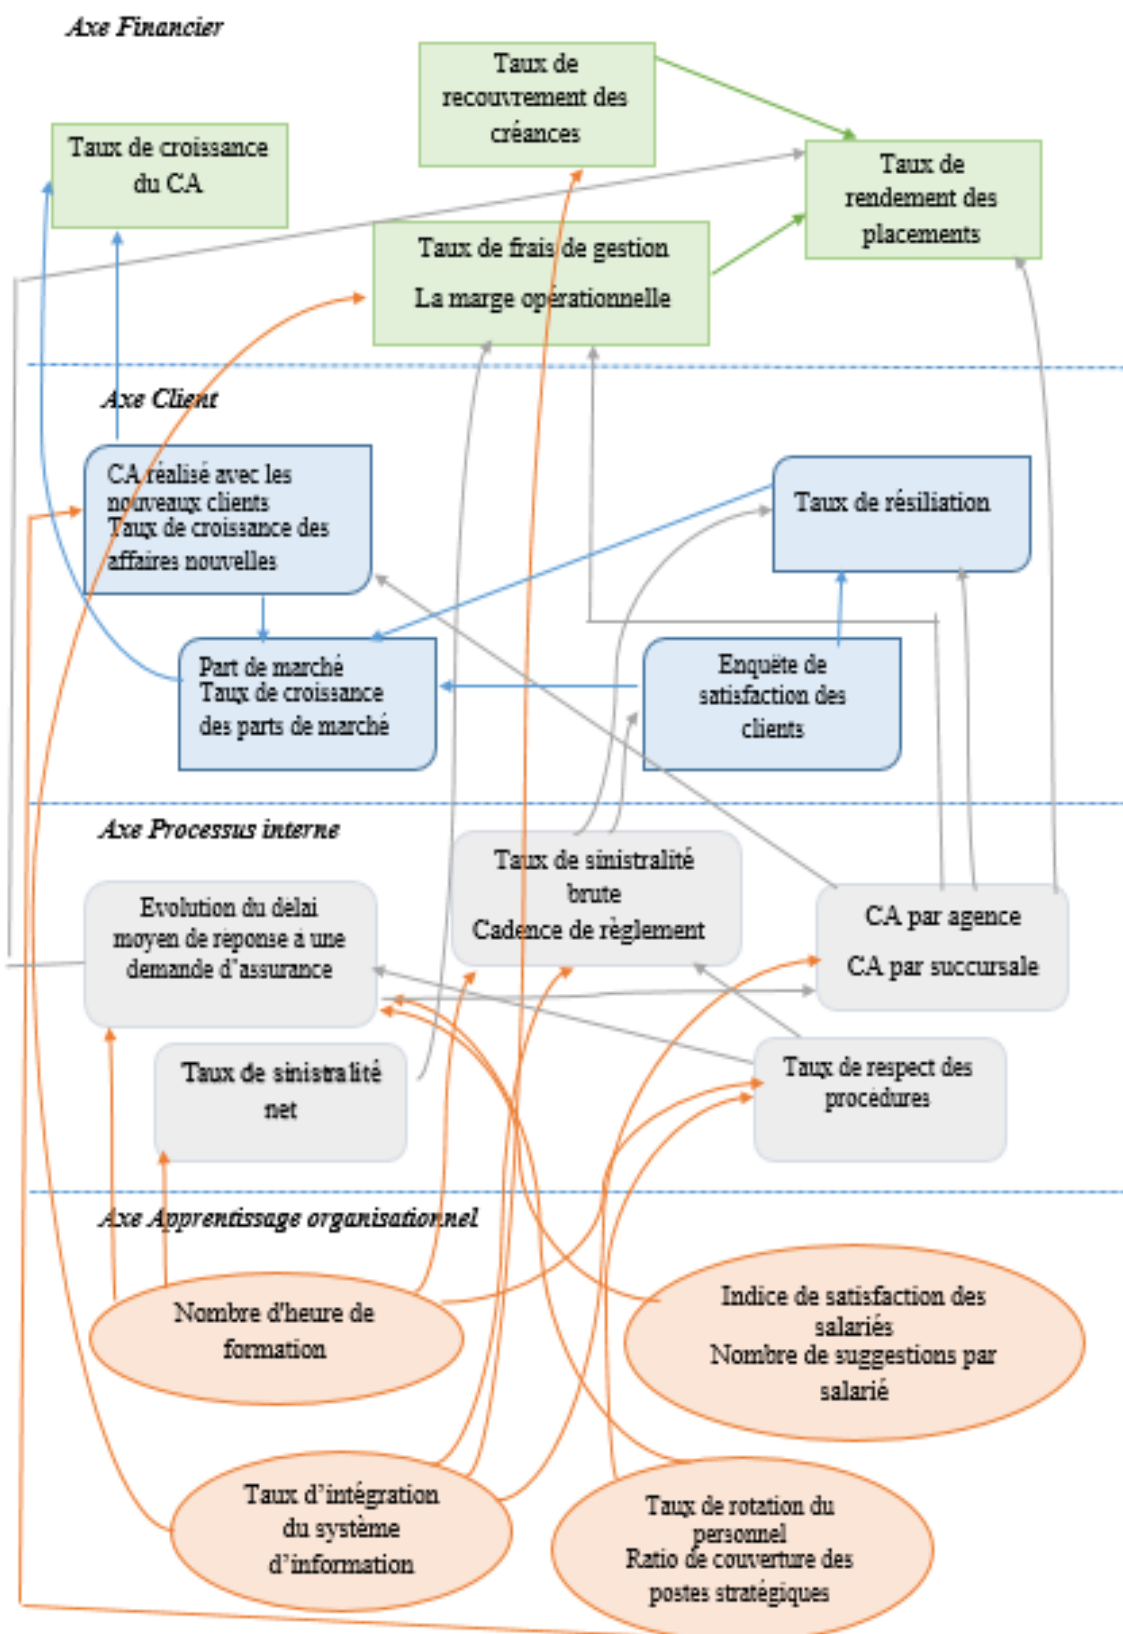 Axe Financier
Taux de
recouvrement des
créances
Taux de croissance
du CA
Taux de
rendement des
placements
Taux de frais de gestion
La marge opérationnelle
Axe Client
CA réalisé avec les
nouveaux clients
Taux de croissance des
affaires nouvelles
Taux de résiliation
Part de marché
Taux de croissance
des parts de marché
Enquête de
satisfaction des
clients
Axe Processus interne
Taux de sinistralité
brute
Cadence de règlement
Evolution du délai
moyen de réponse à une
demande d'assurance
CA par agence
CA par succursale
Taux de sinistralité
net
Taux de respect des
procédures
Axe Apprentissage organisationnel
Nombre d'heure de
formation
Indice de satisfaction des
salariés
Nombre de suggestions par
salarié
Taux d'intégration
du système
d'information
Taux de rotation du
personnel
Ratio de couverture des
postes stratégiques